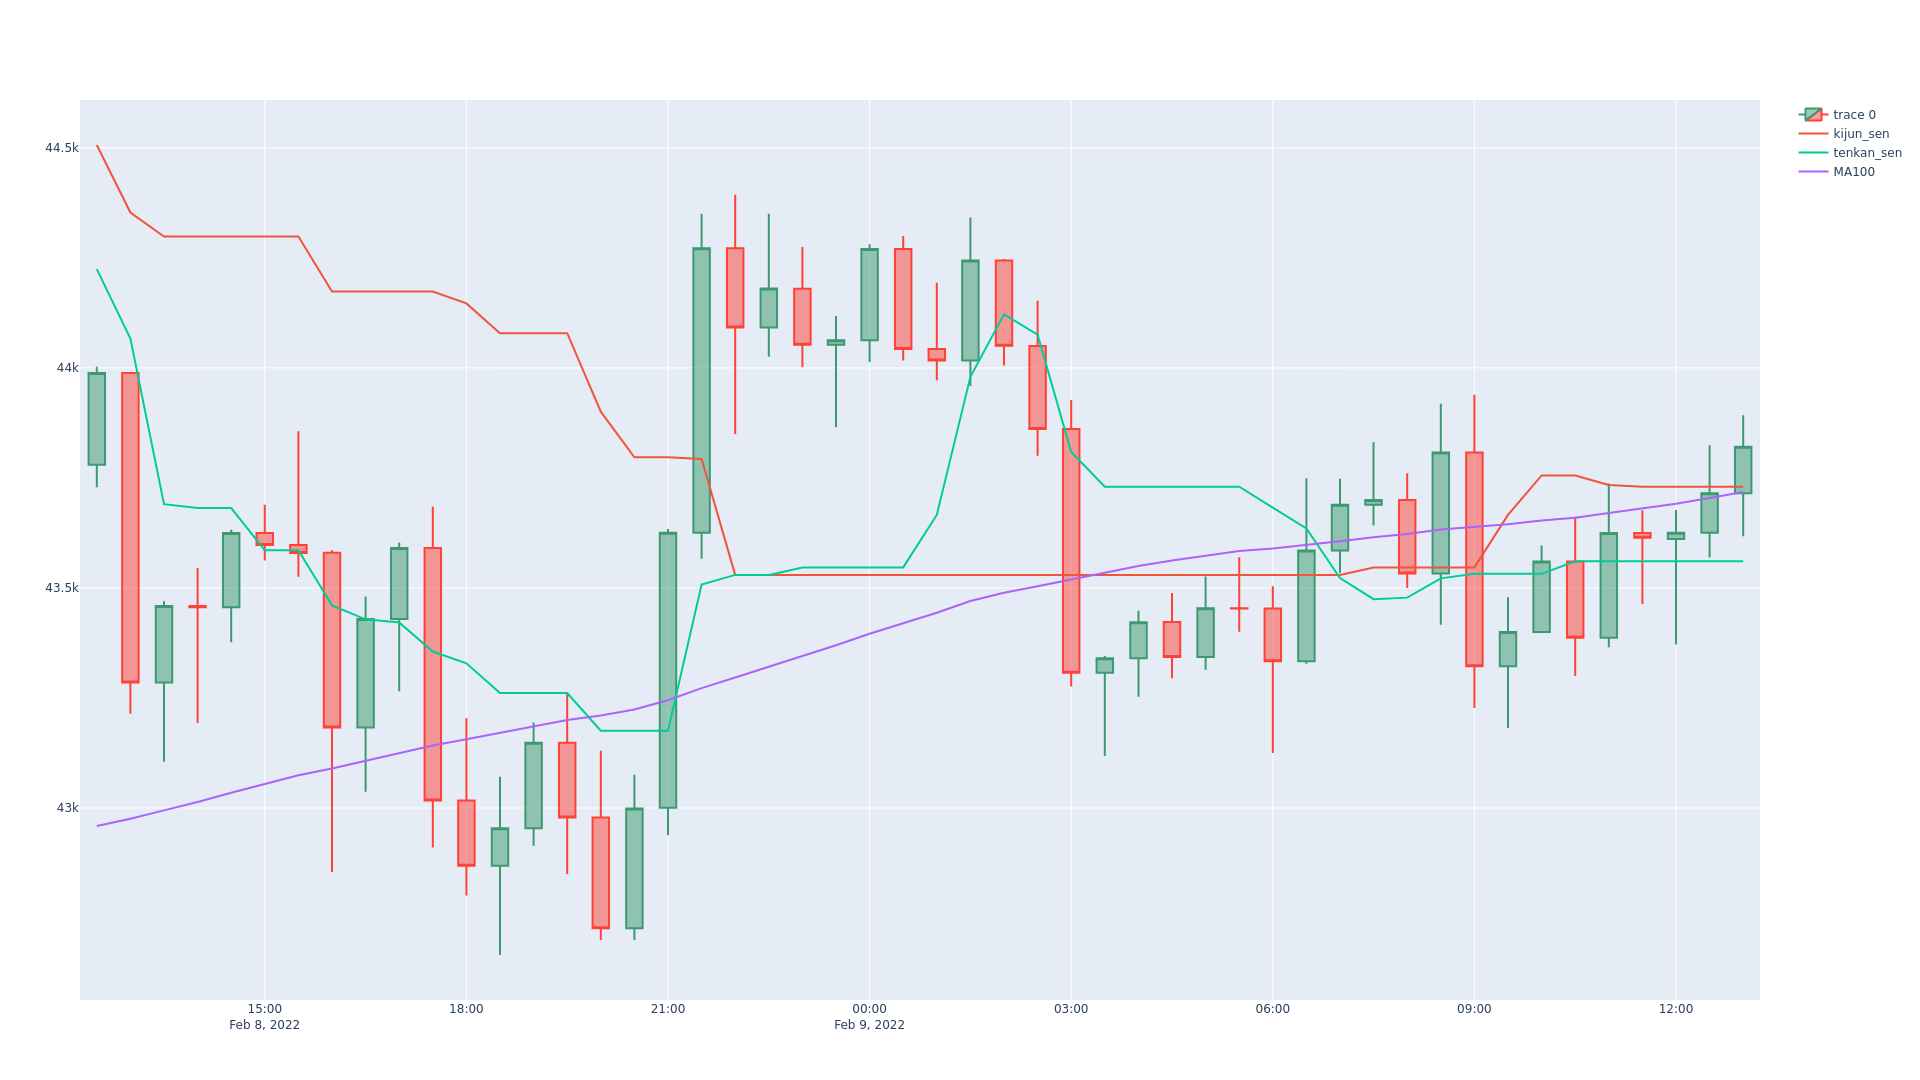 trace 0
kijun_sen
tenkan_sen
MA100
44.5k
44k
43.5k
43k
15:00 18:00 21:00 00:00 03:00 06:00 09:00 12:00
Feb 8, 2022 Feb 9, 2022